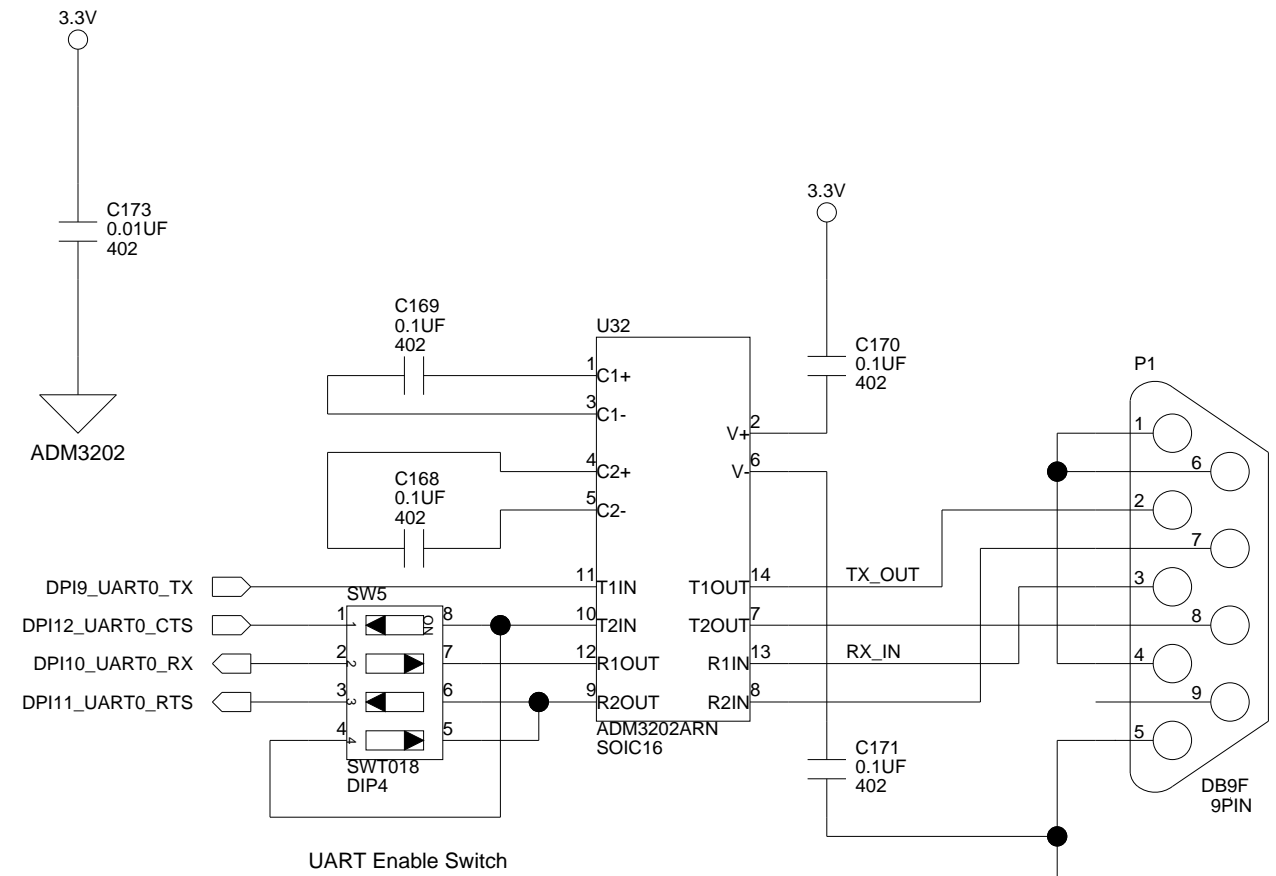 3.3V
C173
0.01UF
402
ADM3202
3.3V
C169
0.1UF
402
C168
0.1UF
402
U32
1
C1+
3
C1-
4
C2+
5
C2-
11
T1IN
10
T2IN
12
R1OUT
9
R2OUT
V+
2
V-
6
T1OUT
14
TX_OUT
T2OUT
7
R1IN
13
RX_IN
R2IN
8
ADM3202ARN
SOIC16
C170
0.1UF
402
C171
0.1UF
402
DPI9_UART0_TX
DPI12_UART0_CTS
DPI10_UART0_RX
DPI11_UART0_RTS
SW5
1
1
ON
8
2
2
7
3
3
6
4
4
5
SWT018
DIP4
UART Enable Switch
P1
1
6
2
7
3
8
4
9
5
DB9F
9PIN